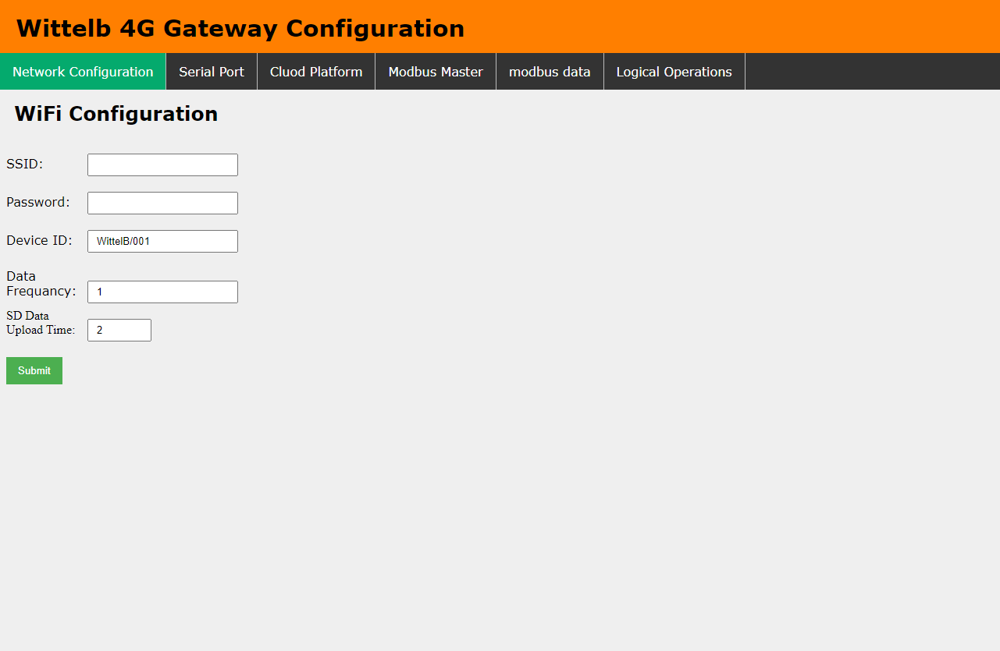 Wittelb 4G Gateway Configuration
Network Configuration Serial Port Cluod Platform Modbus Master modbus data Logical Operations
WiFi Configuration
SSID:
Password:
Device ID: WittelB/001
Data
Frequancy: 1
SD Data
Upload Time: 2
Submit